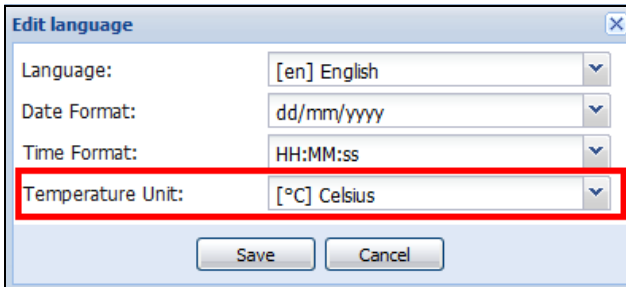 Edit language
Language: [en] English
Date Format: dd/mm/yyyy
Time Format: HH:MM:ss
Temperature Unit: [°C] Celsius
Save Cancel